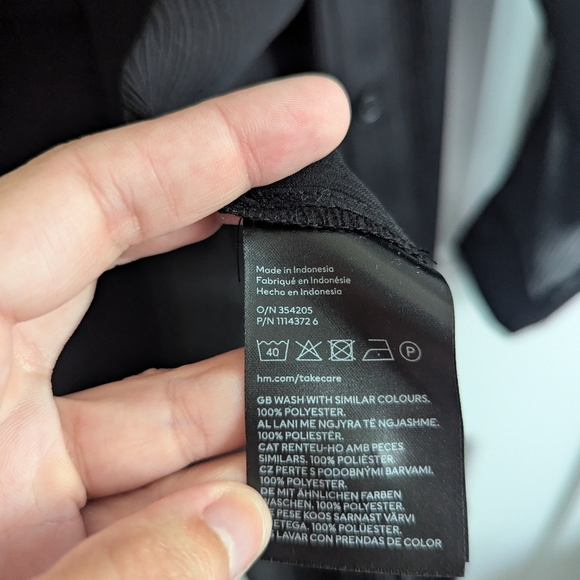 Made in Indonesia
Fabriqué en Indonésie
Hecho en Indonesia
O/N 354205
P/N 1114372 6
40 P
hm.com/takecare
GB WASH WITH SIMILAR COLOURS.
100% POLYESTER.
AL LANI ME NGJYRA TË NGJASHME.
100% POLIESTËR.
CAT RENTEU-HO AMB PECES
SIMILARS. 100% POLIÈSTER.
CZ PERTE S PODOBNÝMI BARVAMI.
100% POLYESTER.
DE MIT ÄHNLICHEN FARBEN
WASCHEN. 100% POLYESTER.
PESE KOOS SARNAST VÄRVI
100% POLÜESTER.
LAVAR CON PRENDAS DE COLOR